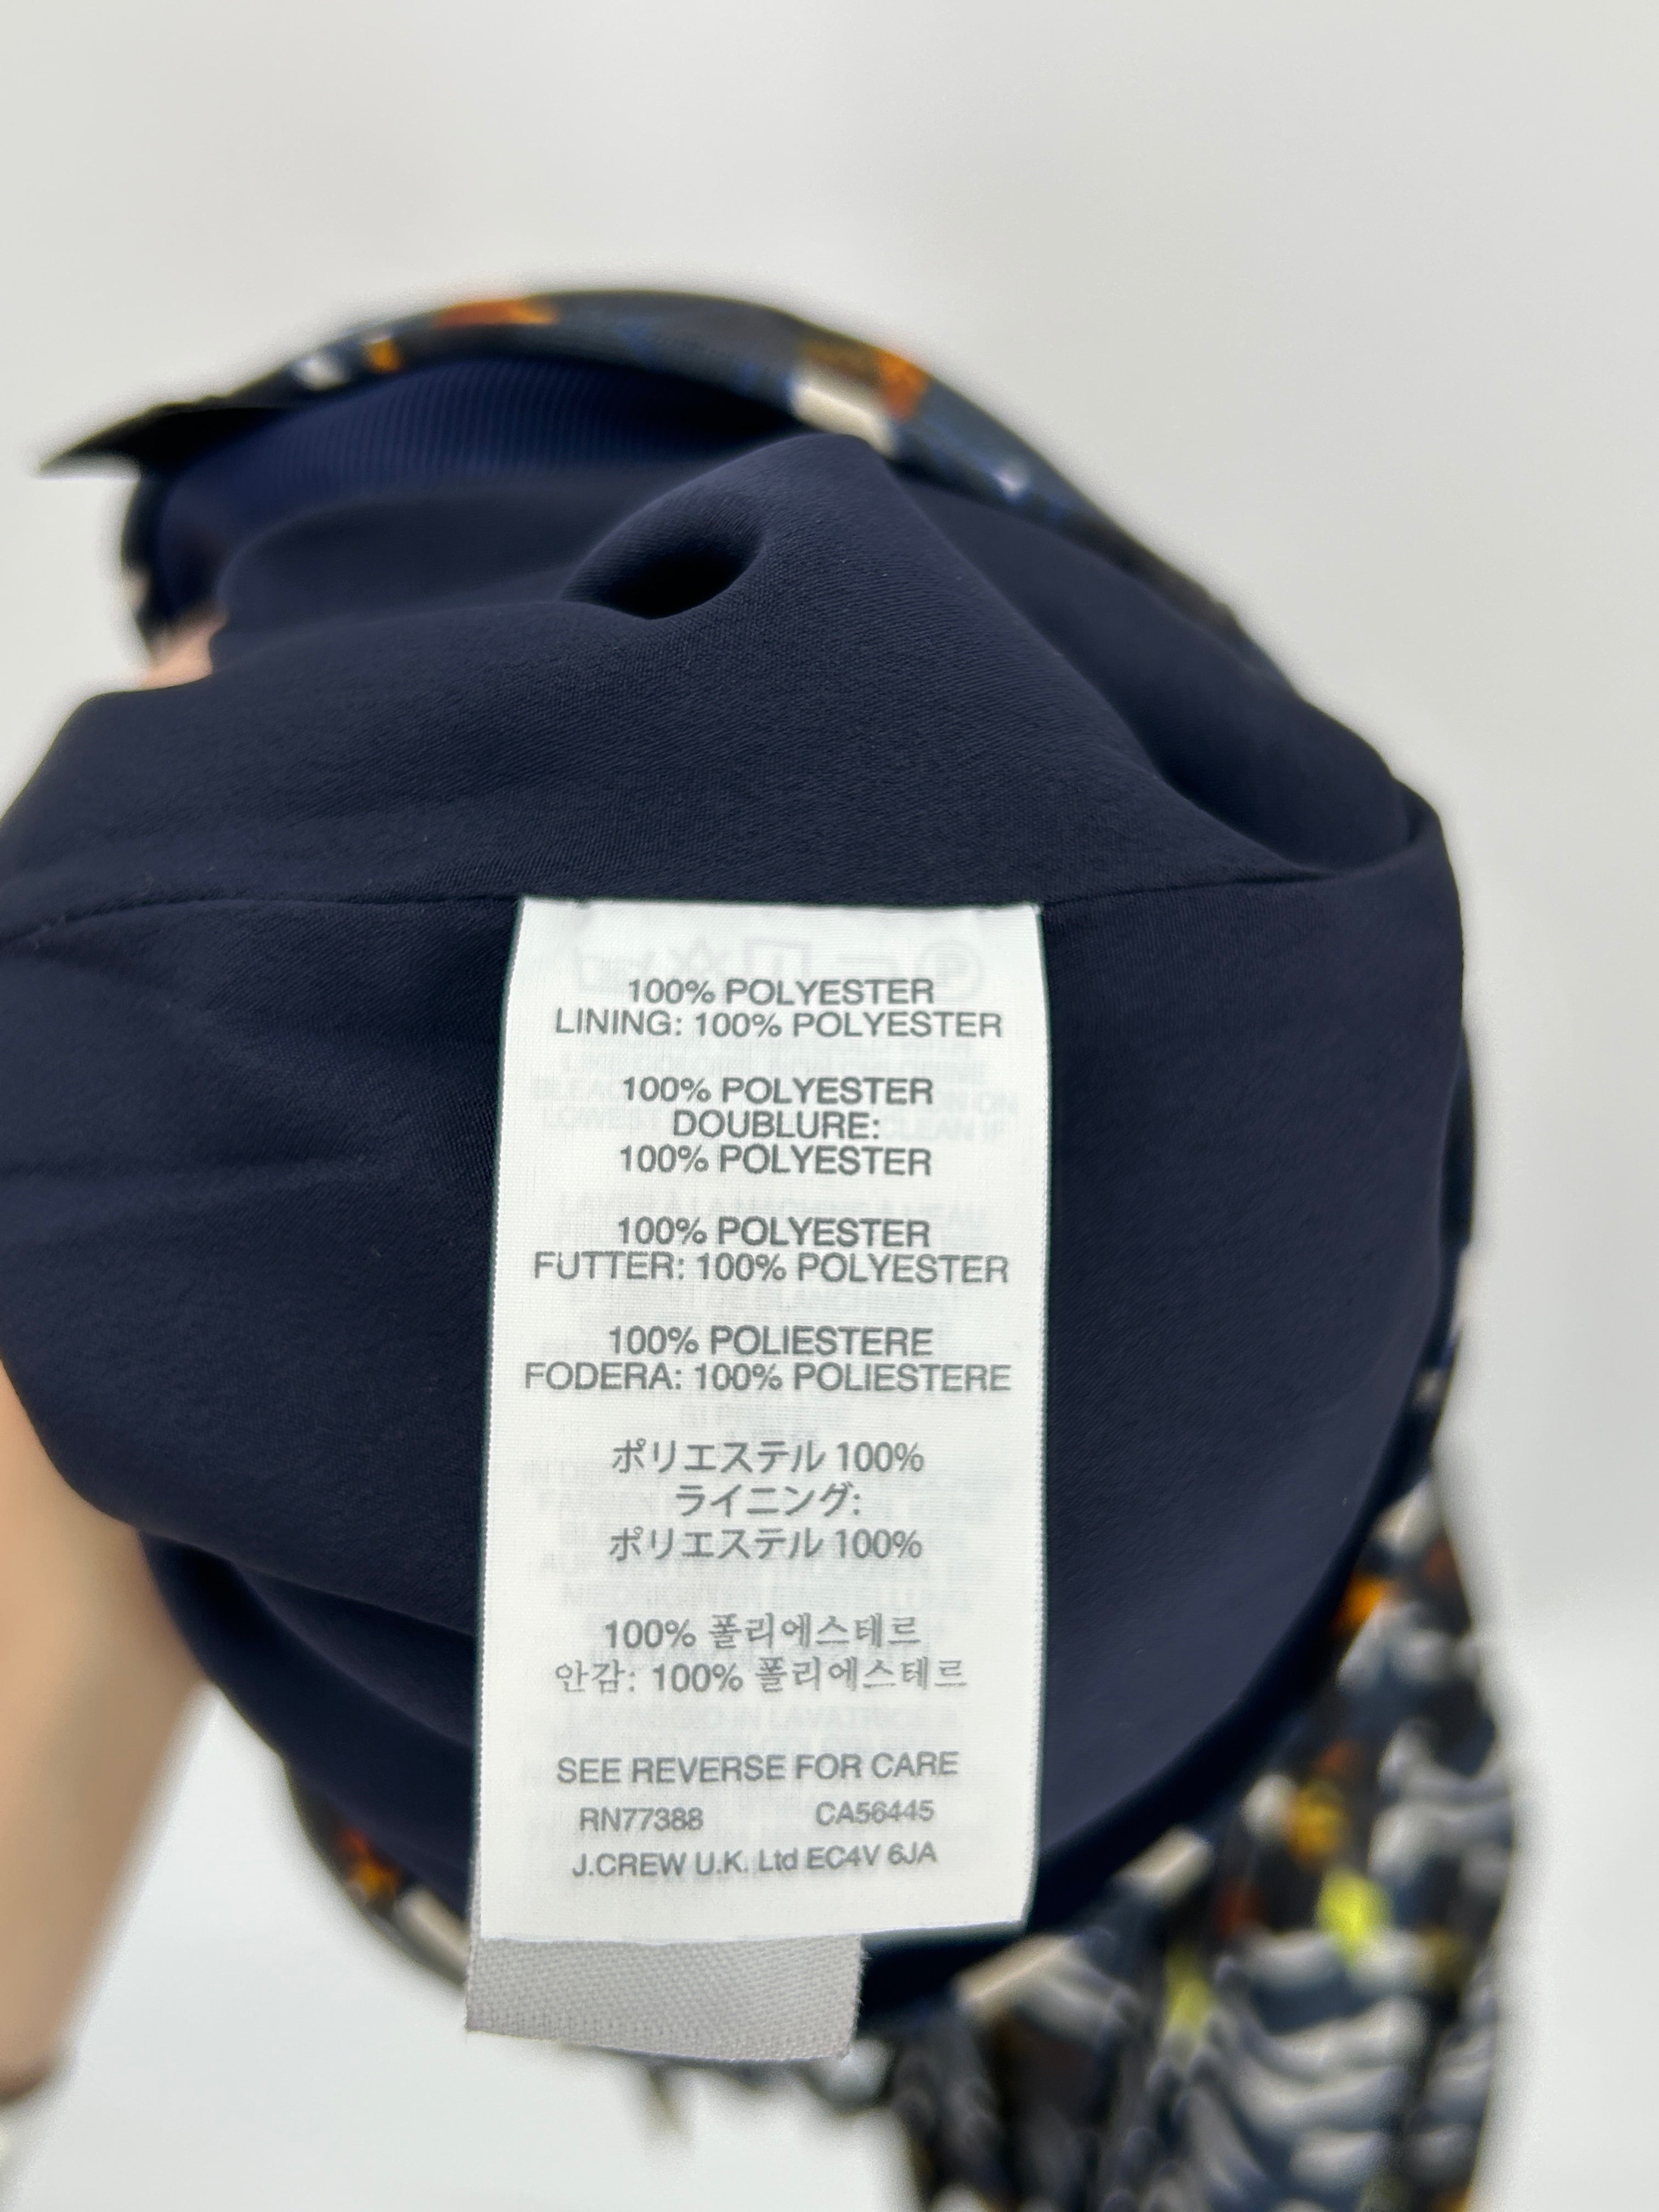 100% POLYESTER
LINING: 100% POLYESTER
100% POLYESTER
DOUBLURE:
100% POLYESTER
100% POLYESTER
FUTTER: 100% POLYESTER
100% POLIESTERE
FODERA: 100% POLIESTERE
ポリエステル 100%
ライニング:
ポリエステル 100%
100% 폴리에스테르
안감: 100% 폴리에스테르
SEE REVERSE FOR CARE
RN77388 CA56445
J.CREW U.K. Ltd EC4V 6JA